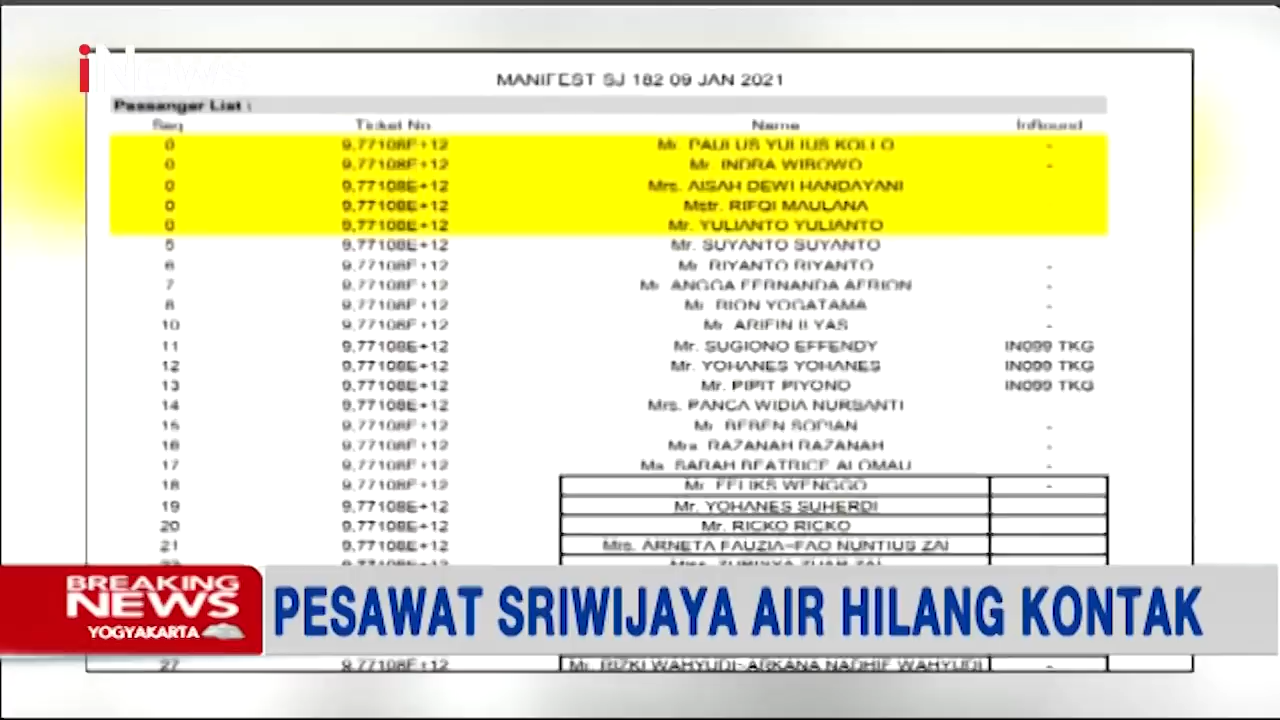 iNEWS
MANIFEST SJ 182 09 JAN 2021
Passanger List :
Seq Ticket No Name InBound
0 9,77108E+12 Mr. PAULUS YULIUS KOLLO -
0 9,77108E+12 Mr. INDRA WIBOWO -
0 9,77108E+12 Mrs. AISAH DEWI HANDAYANI
0 9,77108E+12 Mstr. RIFQI MAULANA
0 9,77108E+12 Mr. YULIANTO YULIANTO
5 9,77108E+12 Mr. SUYANTO SUYANTO
6 9,77108E+12 Mr. RIYANTO RIYANTO -
7 9,77108E+12 Mr. ANGGA FERNANDA AFRION -
8 9,77108E+12 Mr. RION YOGATAMA -
10 9,77108E+12 Mr. ARIFIN ILYAS -
11 9,77108E+12 Mr. SUGIONO EFFENDY IN099 TKG
12 9,77108E+12 Mr. YOHANES YOHANES IN099 TKG
13 9,77108E+12 Mr. PIPIT PIYONO IN099 TKG
14 9,77108E+12 Mrs. PANCA WIDIA NURSANTI -
15 9,77108E+12 Mr. BEBEN SOPIAN -
16 9,77108E+12 Mrs. RAZANAH RAZANAH -
17 9,77108E+12 Ms. SARAH BEATRICE ALOMAU -
18 9,77108E+12 Mr. FELIKS WENGGO -
19 9,77108E+12 Mr. YOHANES SUHERDI
20 9,77108E+12 Mr. RICKO RICKO
21 9,77108E+12 Mrs. ARNETA FAUZIA-FAO NUNTIUS ZAI
BREAKING
NEWS
YOGYAKARTA
PESAWAT SRIWIJAYA AIR HILANG KONTAK
27 9,77108E+12 Mr. RIZKI WAHYUDI-ARKANA NADHIF WAHYUDI -